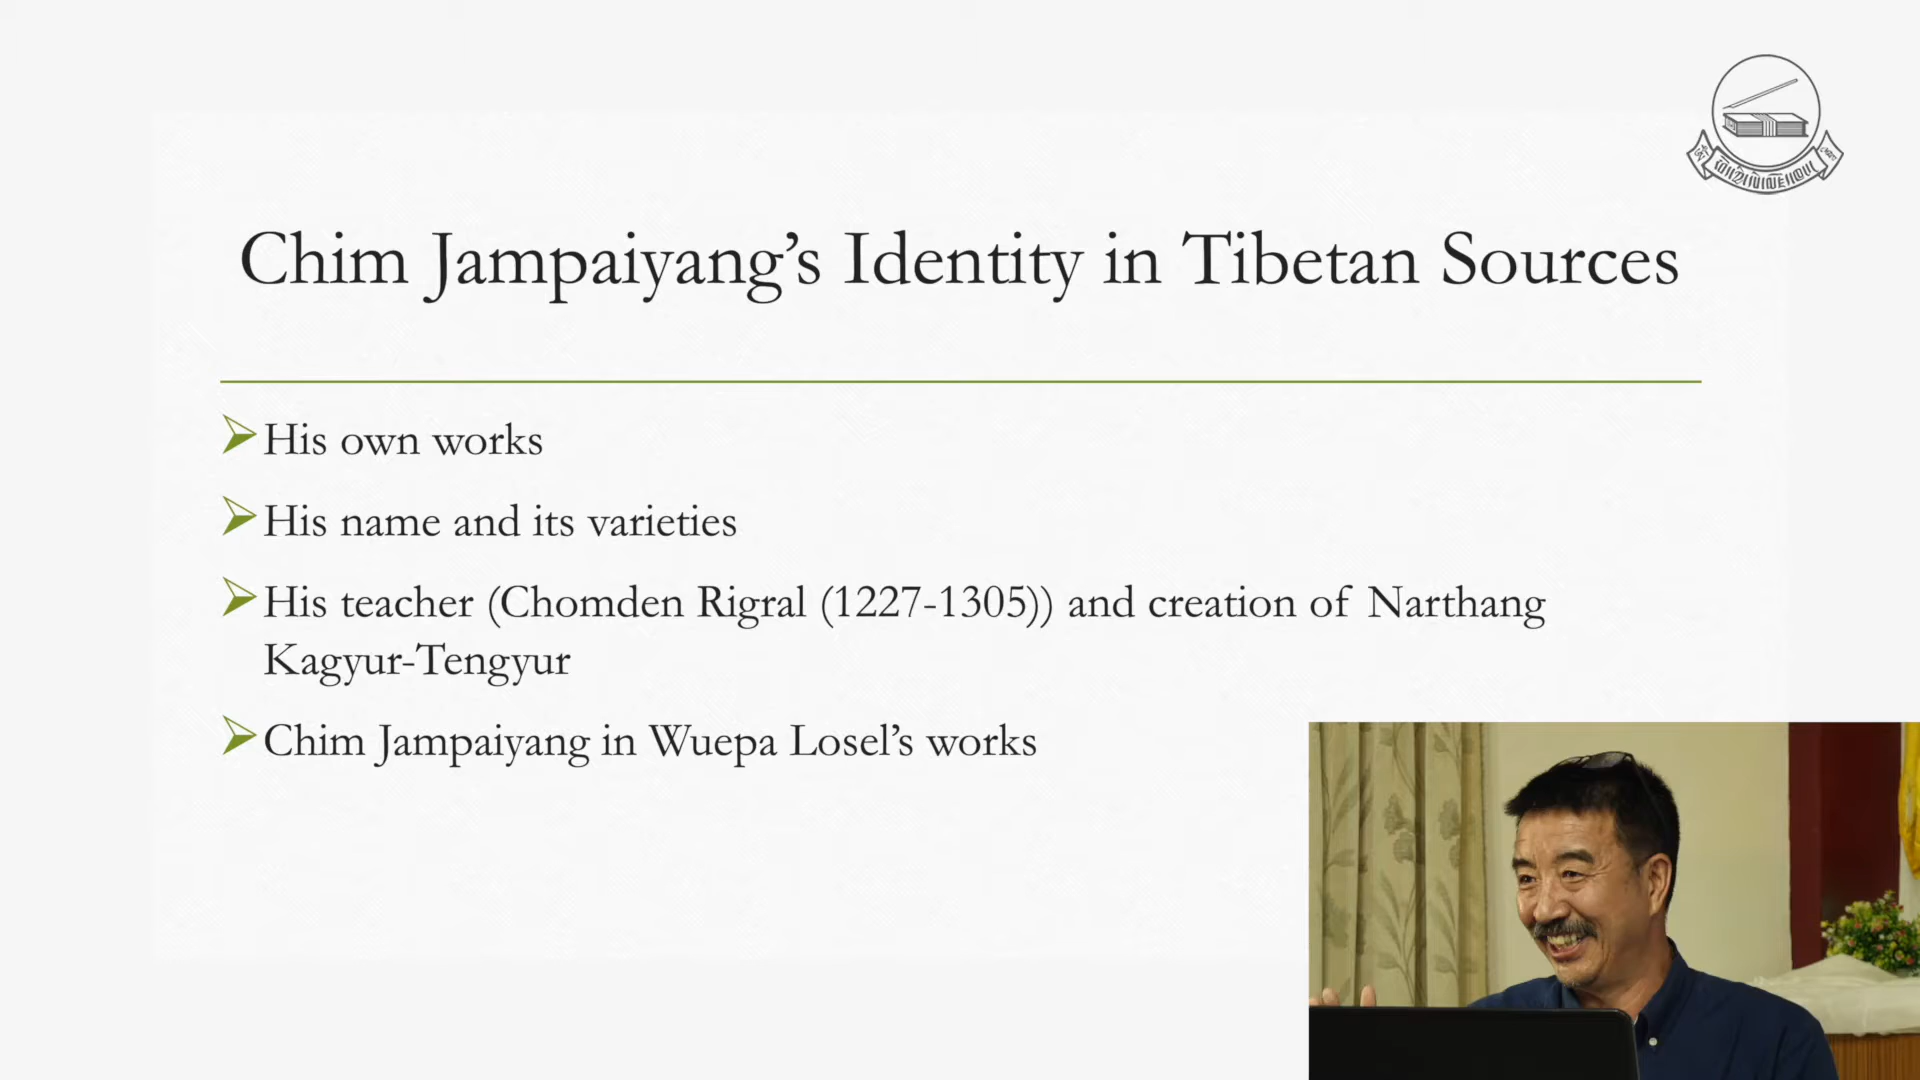 Chim Jampaiyang’s Identity in Tibetan Sources
His own works
His name and its varieties
His teacher (Chomden Rigral (1227-1305)) and creation of Narthang
Kagyur-Tengyur
Chim Jampaiyang in Wuepa Losel’s works